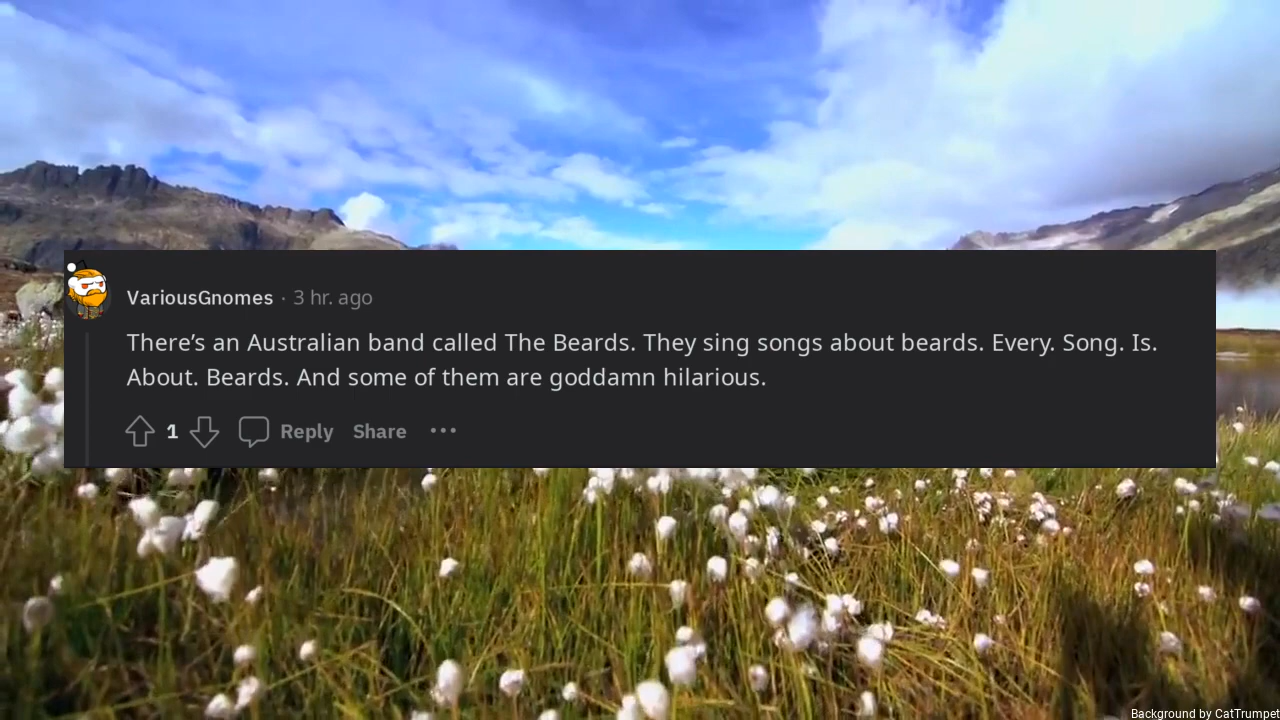 VariousGnomes · 3 hr. ago
There’s an Australian band called The Beards. They sing songs about beards. Every. Song. Is.
About. Beards. And some of them are goddamn hilarious.
1 Reply Share ···
Background by CatTrumpet